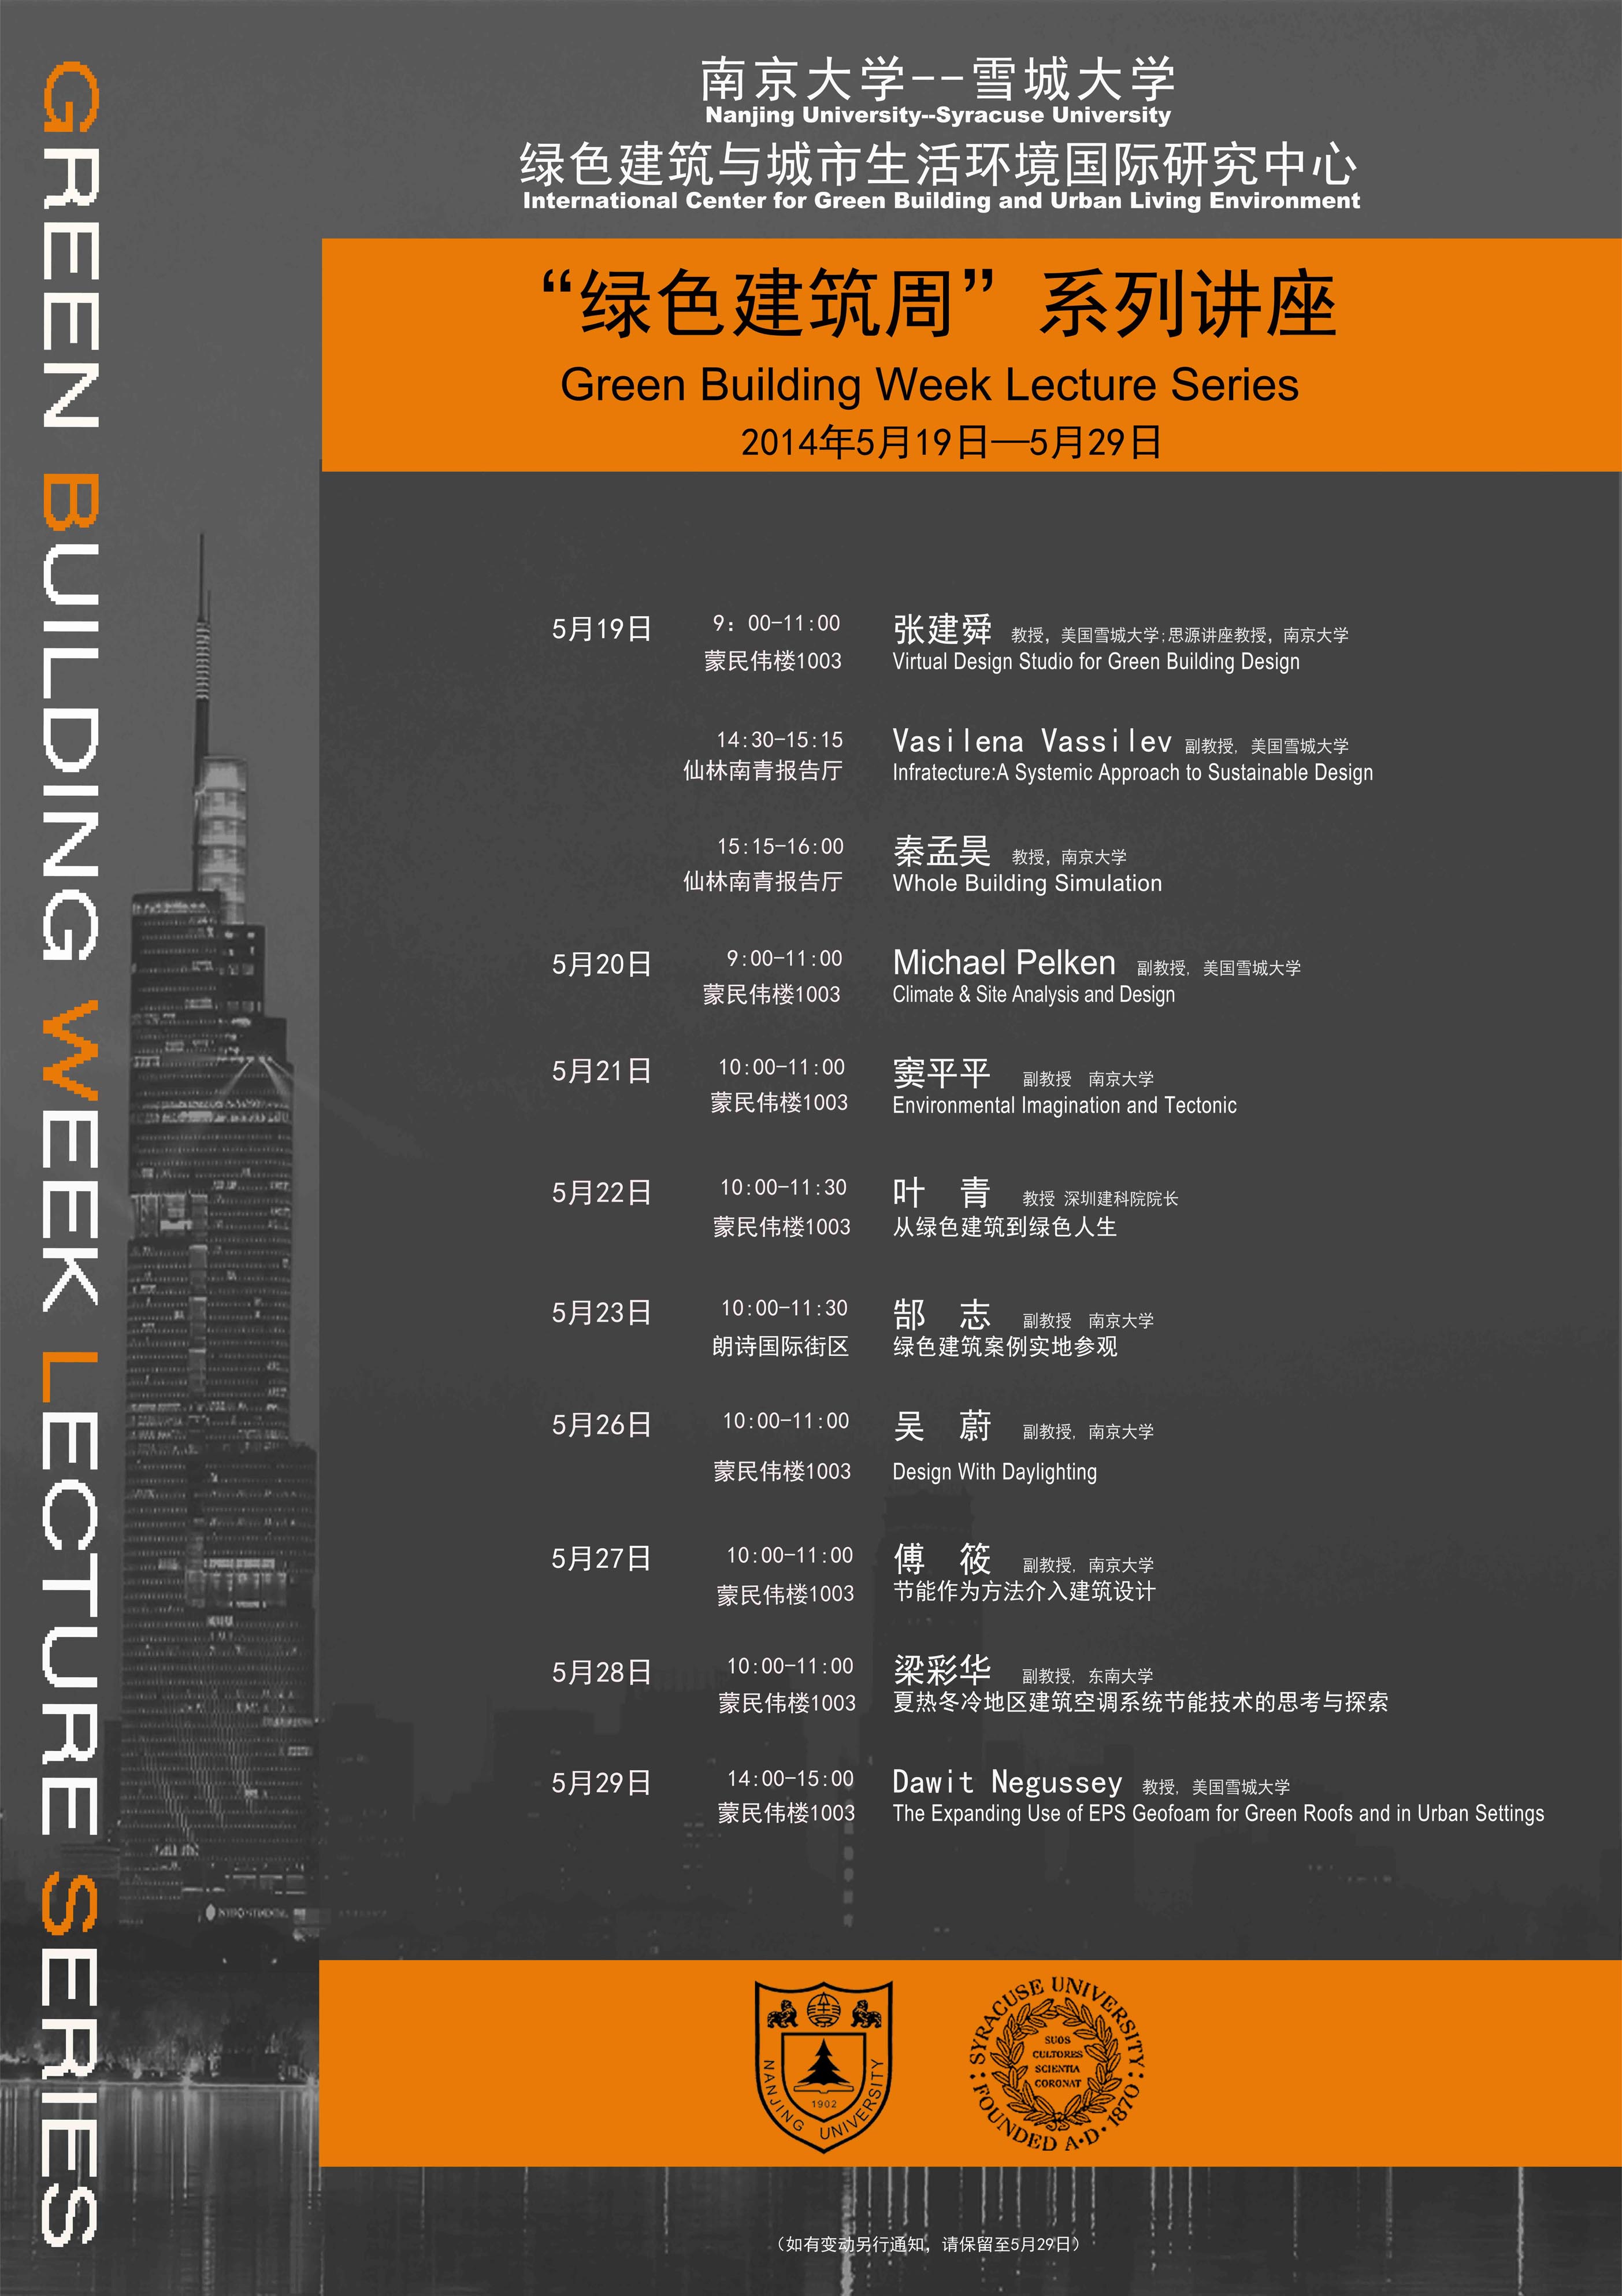 GREEN BUILDING WEEK LECTURE SERIES
南京大学--雪城大学
Nanjing University--Syracuse University
绿色建筑与城市生活环境国际研究中心
International Center for Green Building and Urban Living Environment
“绿色建筑周”系列讲座
Green Building Week Lecture Series
2014年5月19日—5月29日
5月19日 9：00-11:00 张建舜 教授，美国雪城大学;思源讲座教授，南京大学
蒙民伟楼1003 Virtual Design Studio for Green Building Design
14:30-15:15 Vasilena Vassilev 副教授，美国雪城大学
仙林南青报告厅 Infratecture:A Systemic Approach to Sustainable Design
15:15-16:00 秦孟昊 教授，南京大学
仙林南青报告厅 Whole Building Simulation
5月20日 9:00-11:00 Michael Pelken 副教授，美国雪城大学
蒙民伟楼1003 Climate & Site Analysis and Design
5月21日 10:00-11:00 窦平平 副教授 南京大学
蒙民伟楼1003 Environmental Imagination and Tectonic
5月22日 10:00-11:30 叶 青 教授 深圳建科院院长
蒙民伟楼1003 从绿色建筑到绿色人生
5月23日 10:00-11:30 郜 志 副教授 南京大学
朗诗国际街区 绿色建筑案例实地参观
5月26日 10:00-11:00 吴 蔚 副教授，南京大学
蒙民伟楼1003 Design With Daylighting
5月27日 10:00-11:00 傅 筱 副教授，南京大学
蒙民伟楼1003 节能作为方法介入建筑设计
5月28日 10:00-11:00 梁彩华 副教授，东南大学
蒙民伟楼1003 夏热冬冷地区建筑空调系统节能技术的思考与探索
5月29日 14:00-15:00 Dawit Negussey 教授，美国雪城大学
蒙民伟楼1003 The Expanding Use of EPS Geofoam for Green Roofs and in Urban Settings
1902
NANJING UNIVERSITY
SYRACUSE UNIVERSITY
SUOS
CULTORES
SCIENTIA
CORONAT
FOUNDED A·D·1870
（如有变动另行通知，请保留至5月29日）